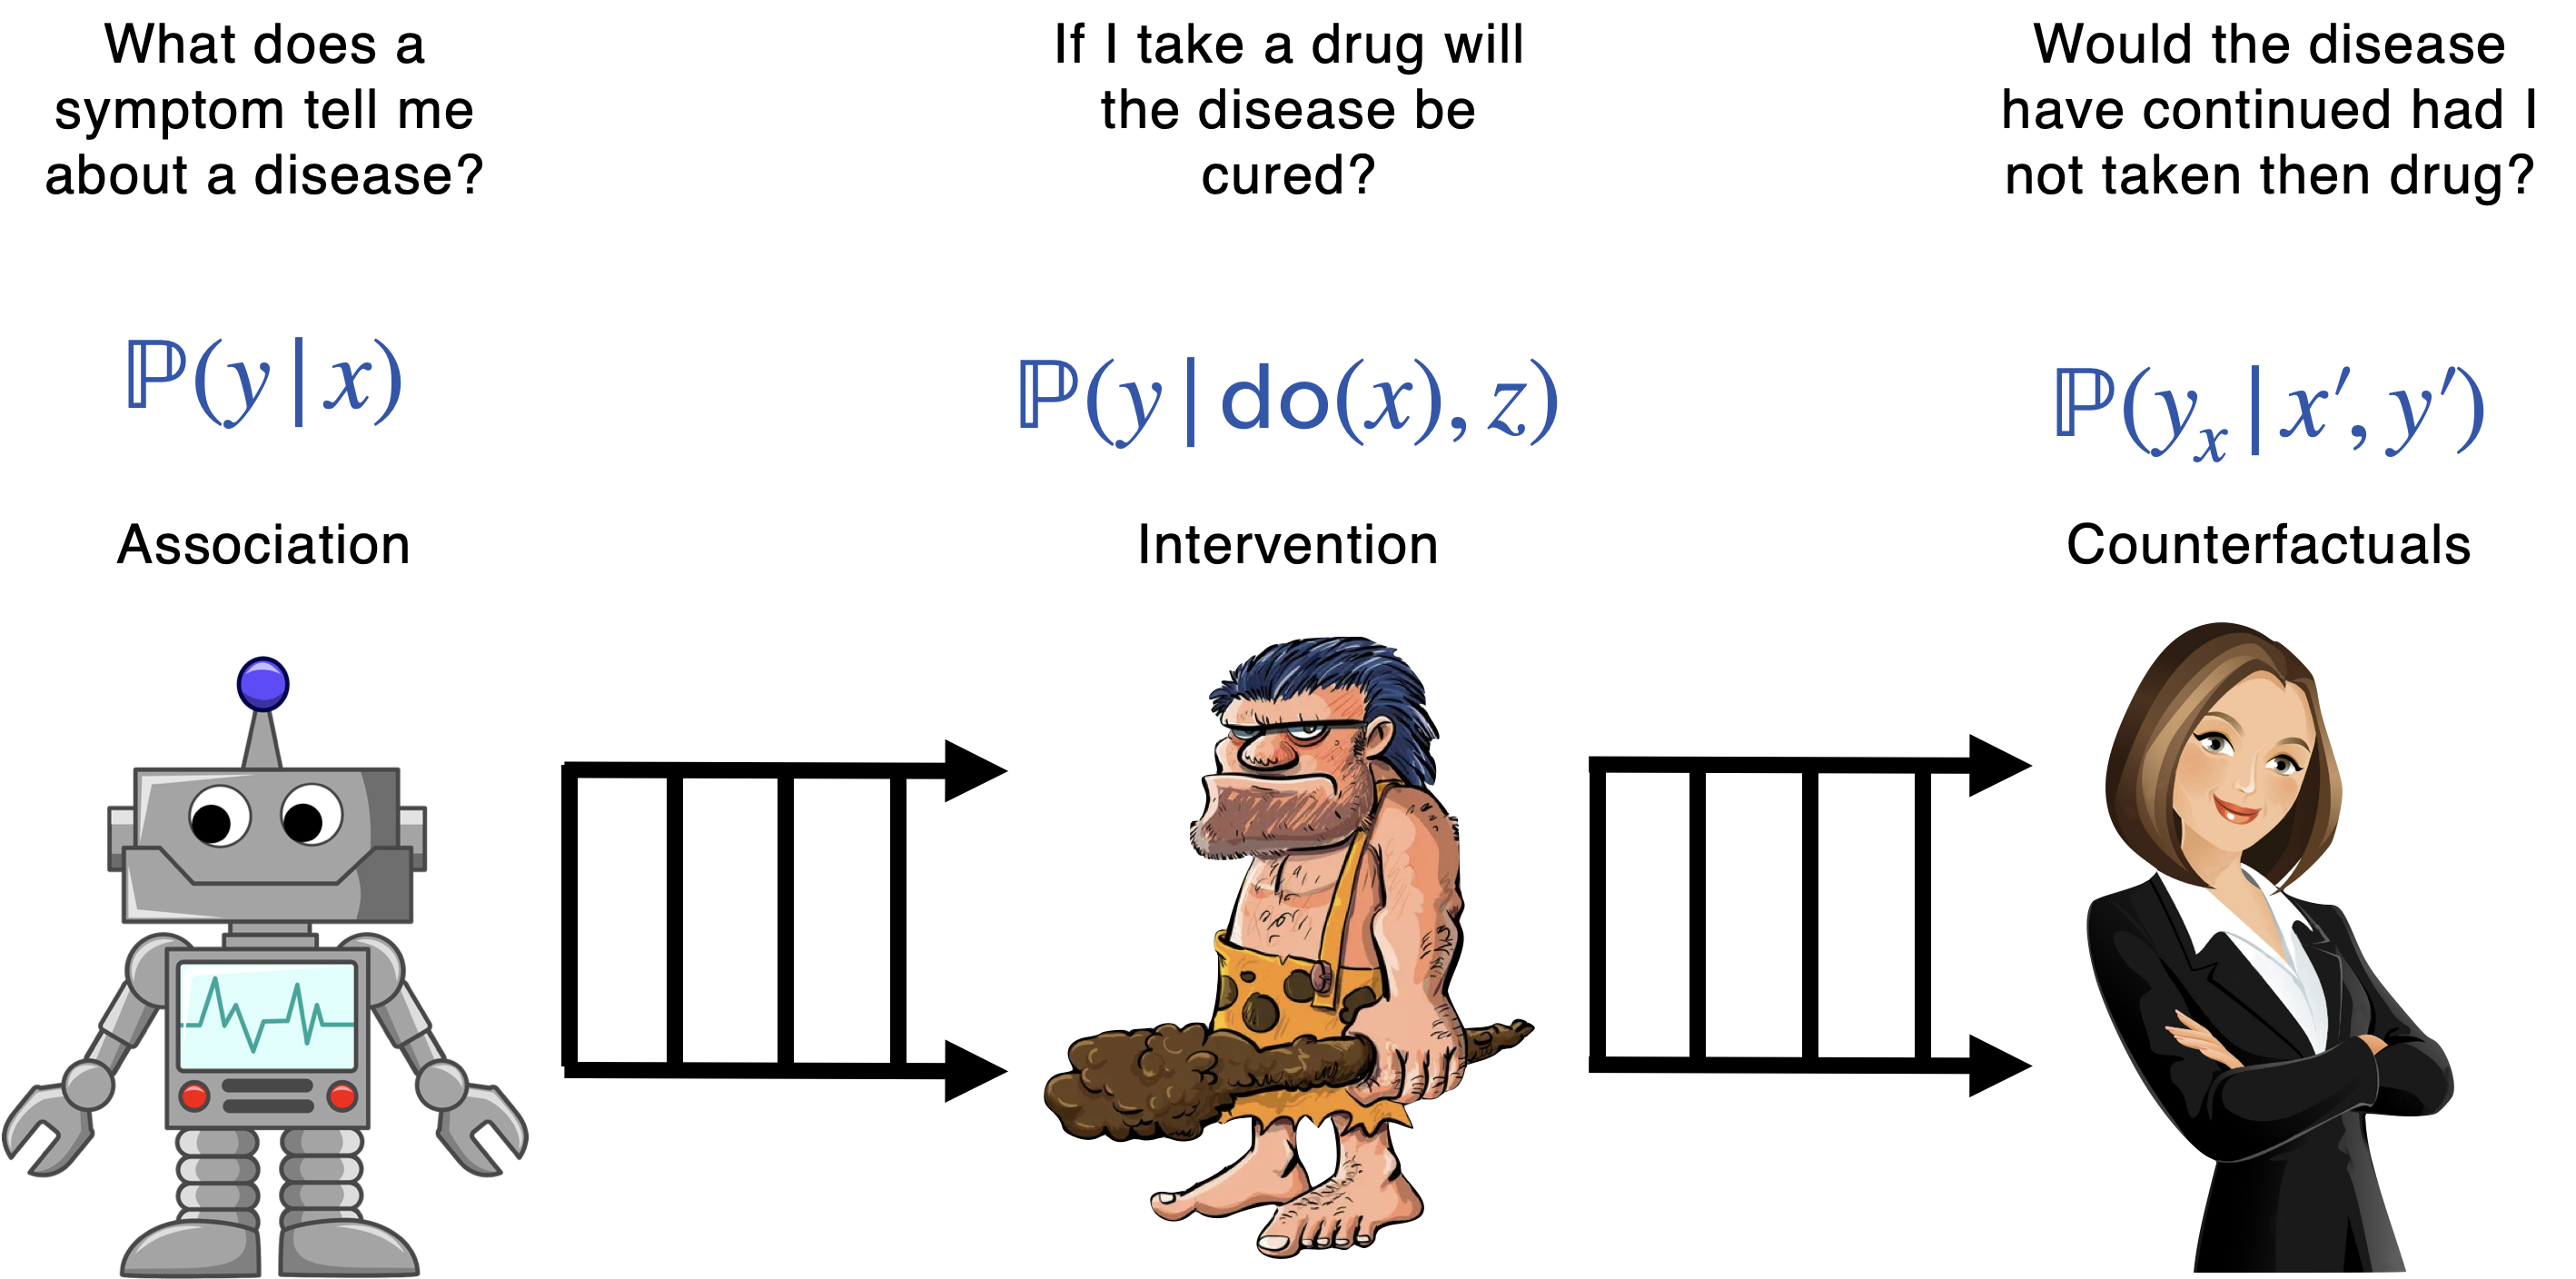 What does a
symptom tell me
about a disease?
If I take a drug will
the disease be
cured?
Would the disease
have continued had I
not taken then drug?
ℙ(y|x)
ℙ(y|do(x), z)
ℙ(yₓ|x′, y′)
Association
Intervention
Counterfactuals